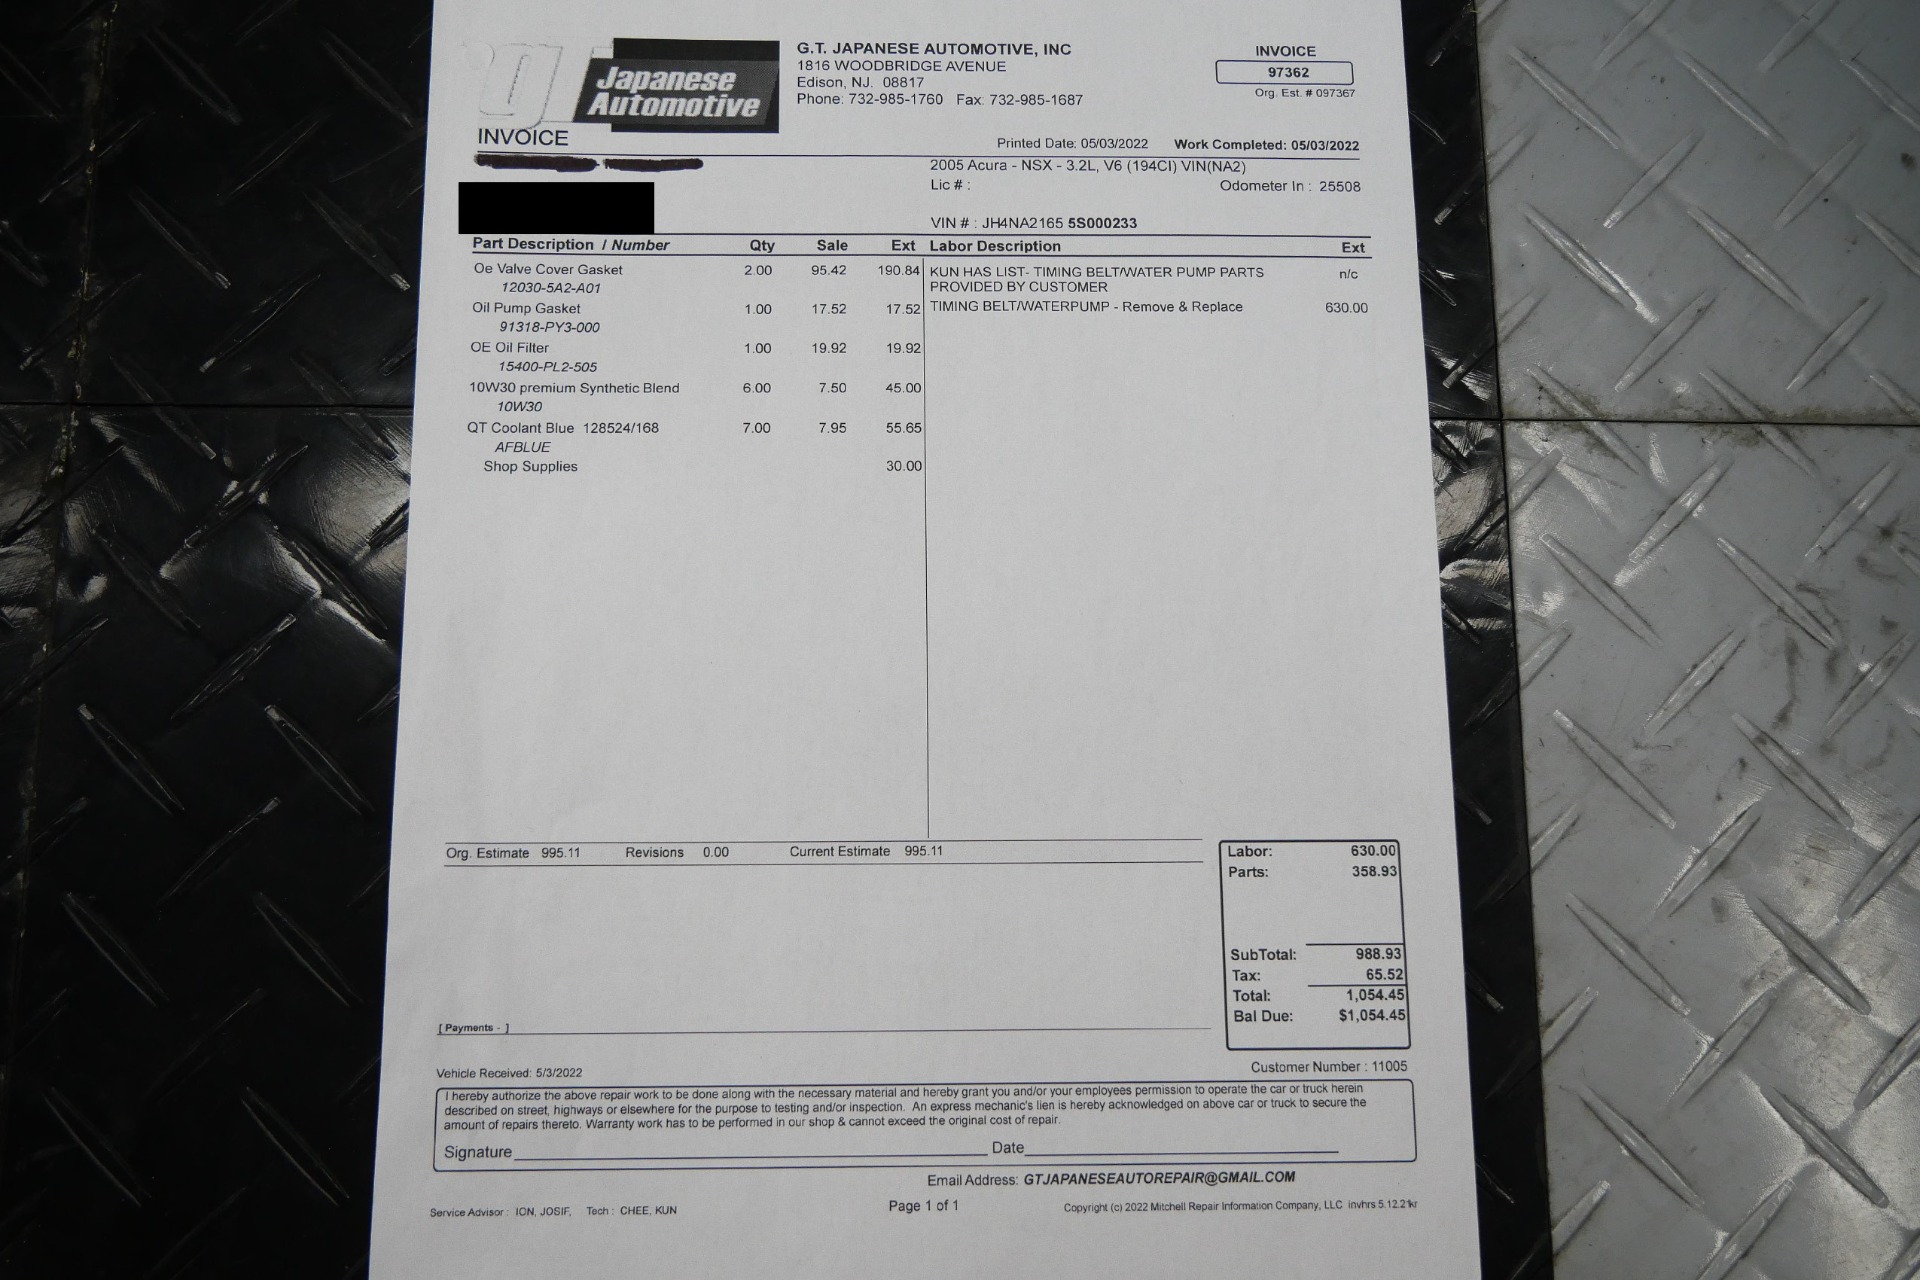 GT Japanese Automotive
G.T. JAPANESE AUTOMOTIVE, INC
1816 WOODBRIDGE AVENUE
Edison, NJ. 08817
Phone: 732-985-1760 Fax: 732-985-1687
INVOICE
97362
Org. Est. # 097367
INVOICE
Printed Date: 05/03/2022 Work Completed: 05/03/2022
2005 Acura - NSX - 3.2L, V6 (194CI) VIN(NA2)
Lic # : Odometer In : 25508
VIN # : JH4NA2165 5S000233
Part Description / Number Qty Sale Ext Labor Description Ext
Oe Valve Cover Gasket 2.00 95.42 190.84
12030-5A2-A01
Oil Pump Gasket 1.00 17.52 17.52
91318-PY3-000
OE Oil Filter 1.00 19.92 19.92
15400-PL2-505
10W30 premium Synthetic Blend 6.00 7.50 45.00
10W30
QT Coolant Blue 128524/168 7.00 7.95 55.65
AFBLUE
Shop Supplies 30.00
KUN HAS LIST- TIMING BELT/WATER PUMP PARTS n/c
PROVIDED BY CUSTOMER
TIMING BELT/WATERPUMP - Remove & Replace 630.00
Org. Estimate 995.11 Revisions 0.00 Current Estimate 995.11
Labor: 630.00
Parts: 358.93
SubTotal: 988.93
Tax: 65.52
Total: 1,054.45
Bal Due: $1,054.45
[ Payments - ]
Vehicle Received: 5/3/2022 Customer Number : 11005
I hereby authorize the above repair work to be done along with the necessary material and hereby grant you and/or your employees permission to operate the car or truck herein
described on street, highways or elsewhere for the purpose to testing and/or inspection. An express mechanic's lien is hereby acknowledged on above car or truck to secure the
amount of repairs thereto. Warranty work has to be performed in our shop & cannot exceed the original cost of repair.
Signature Date
Email Address: GTJAPANESEAUTOREPAIR@GMAIL.COM
Service Advisor : ION, JOSIF, Tech : CHEE, KUN Page 1 of 1 Copyright (c) 2022 Mitchell Repair Information Company, LLC invhrs 5.12.21kr